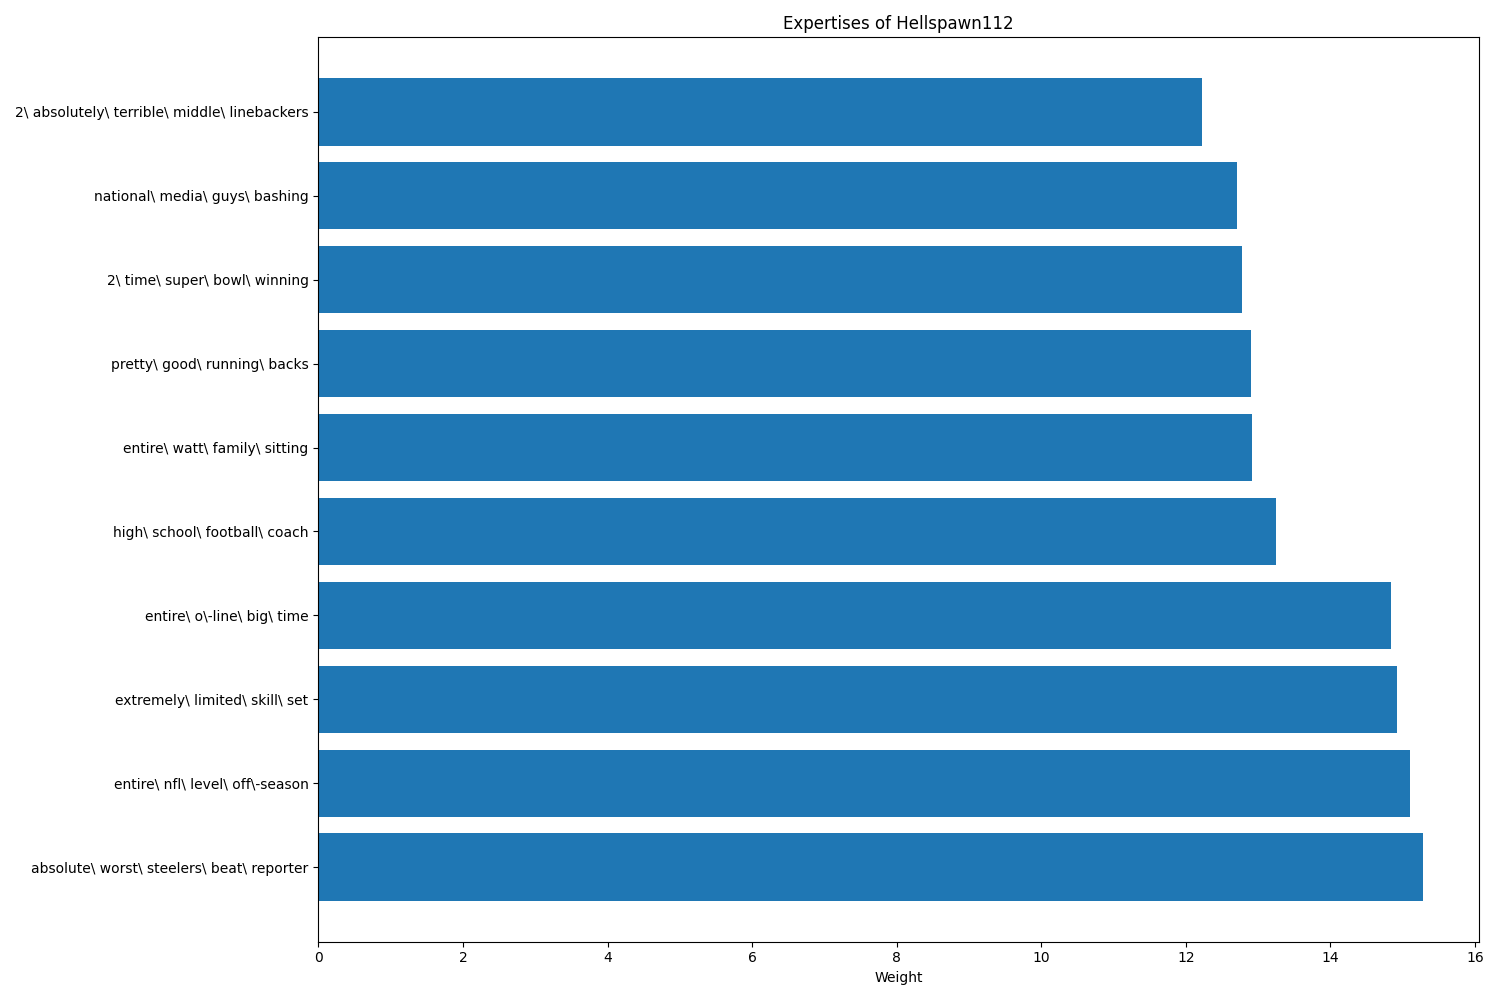 Expertises of Hellspawn112
2\ absolutely\ terrible\ middle\ linebackers
national\ media\ guys\ bashing
2\ time\ super\ bowl\ winning
pretty\ good\ running\ backs
entire\ watt\ family\ sitting
high\ school\ football\ coach
entire\ o\-line\ big\ time
extremely\ limited\ skill\ set
entire\ nfl\ level\ off\-season
absolute\ worst\ steelers\ beat\ reporter
0 2 4 6 8 10 12 14 16
Weight